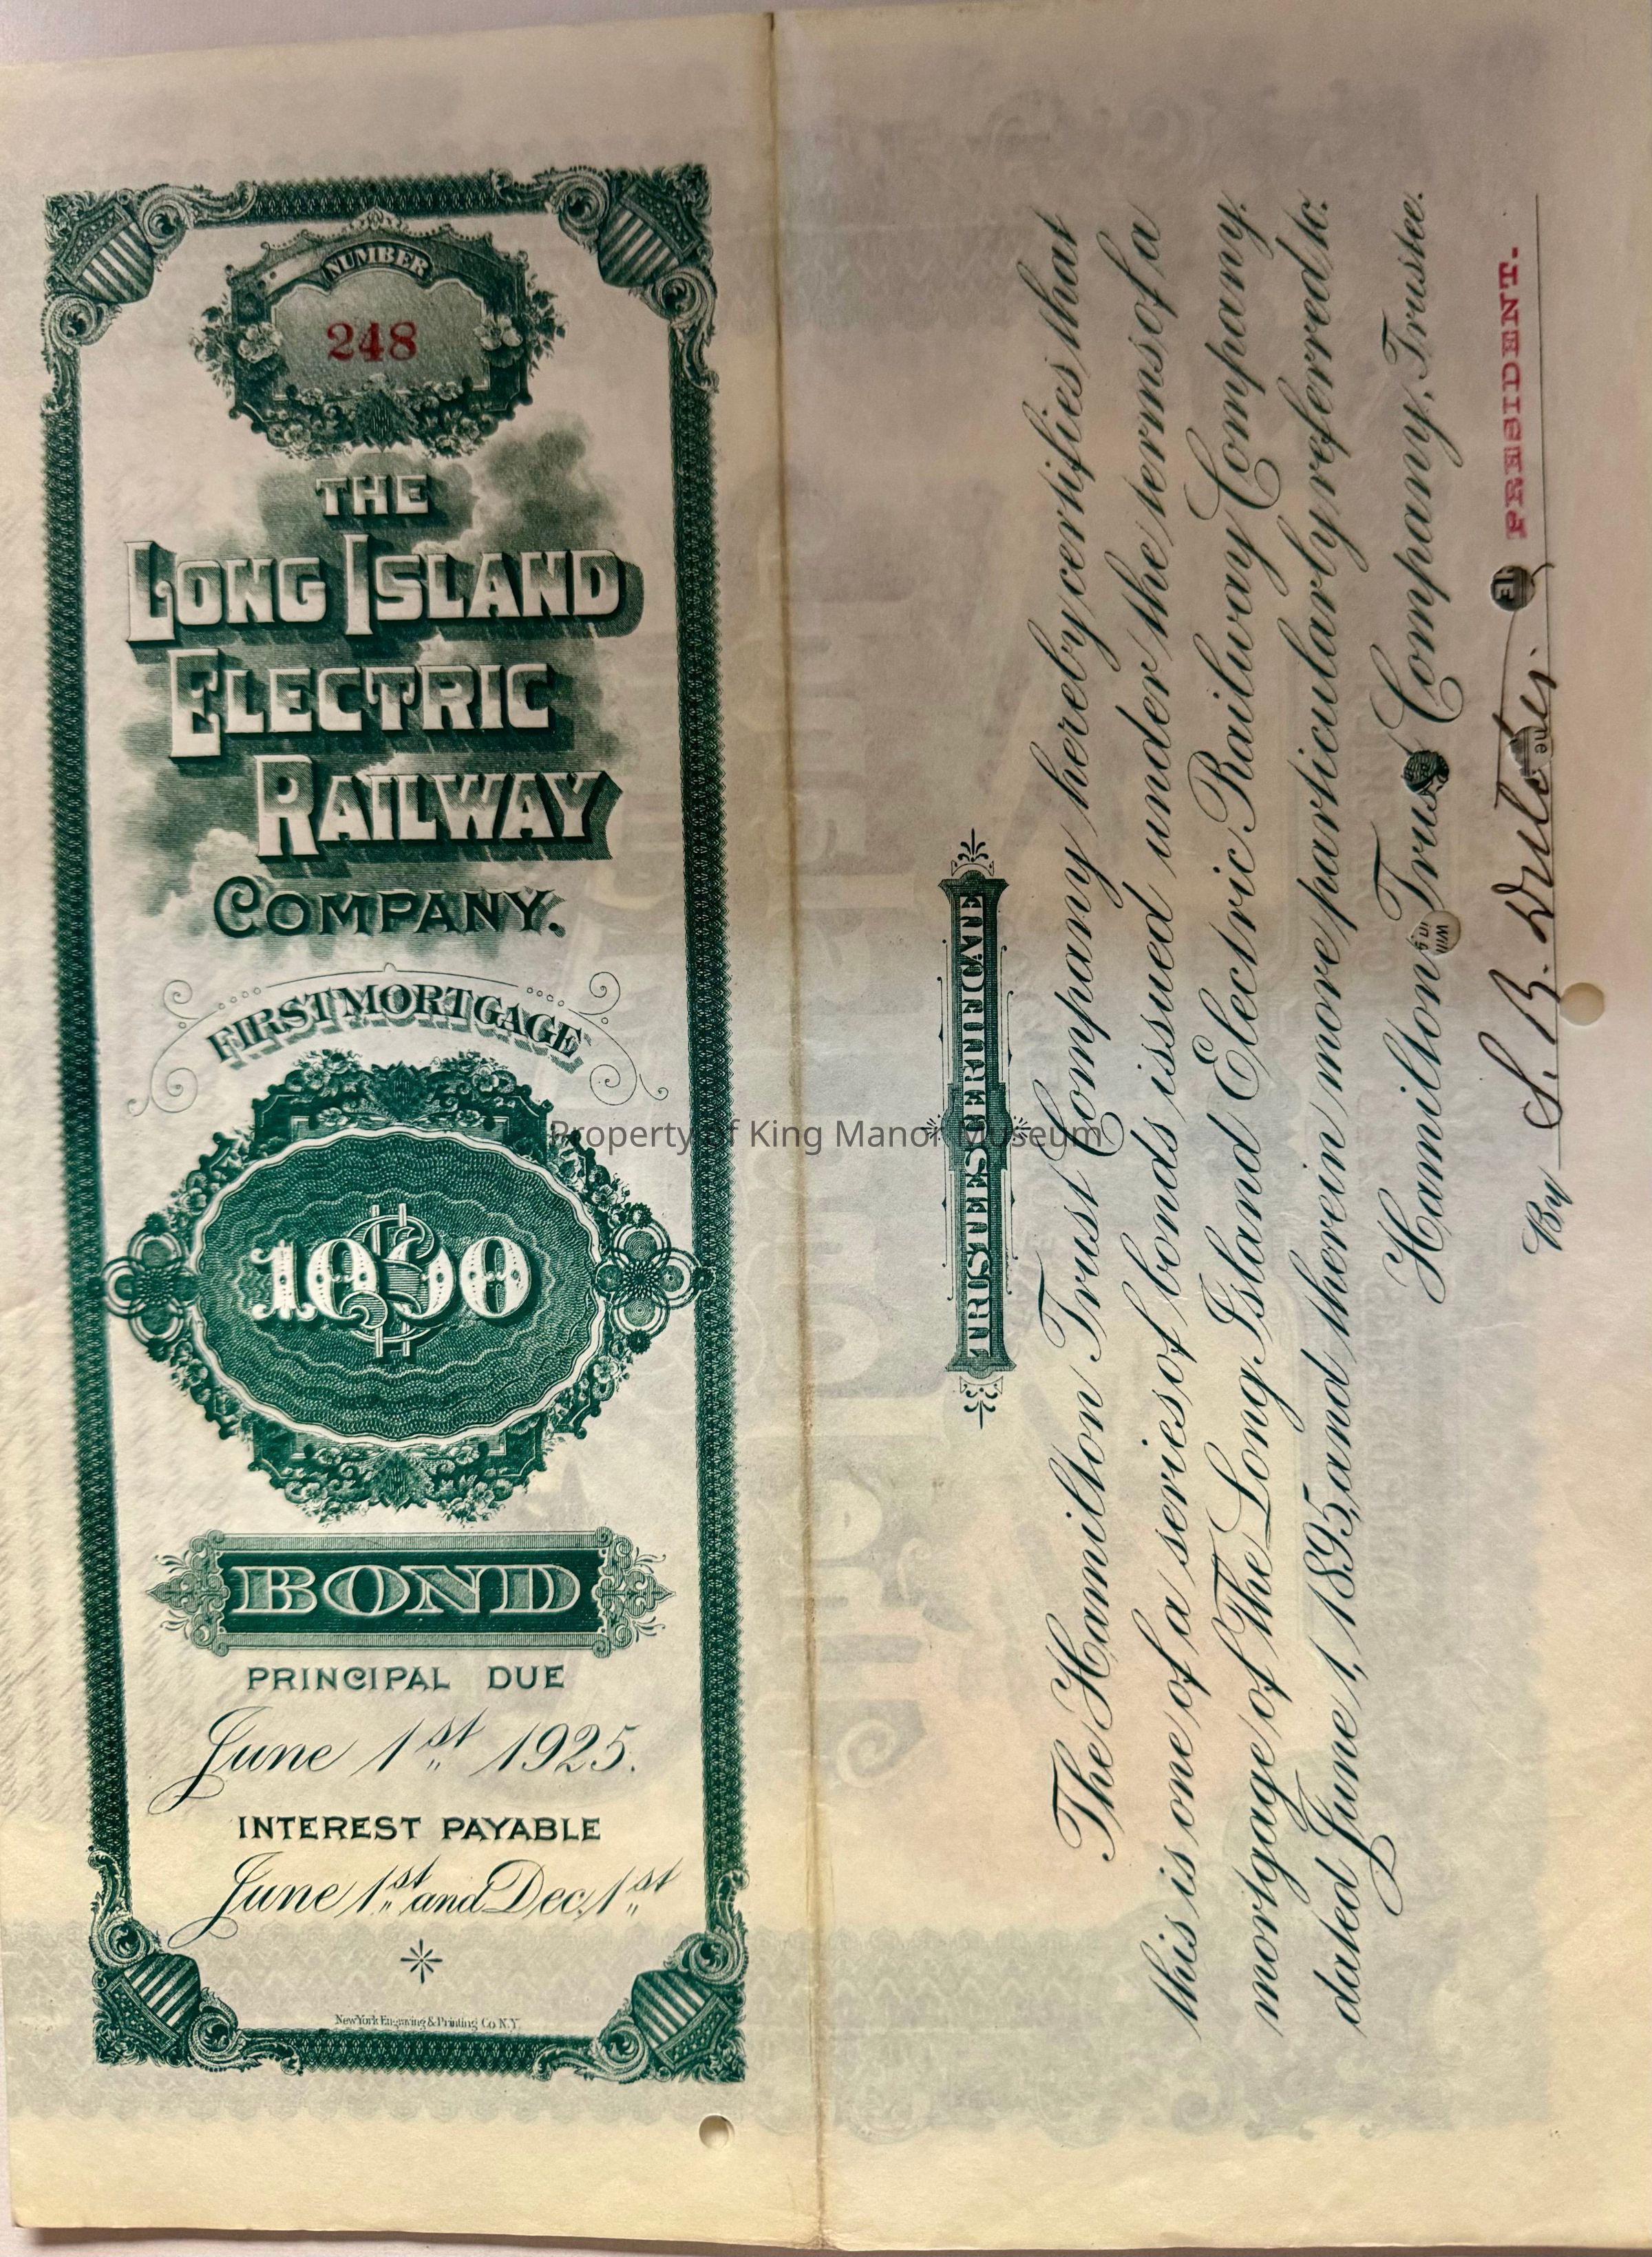 NUMBER
248
THE
LONG ISLAND
ELECTRIC
RAILWAY
COMPANY.
FIRST MORTGAGE
$1000
BOND
PRINCIPAL DUE
June 1st 1925.
INTEREST PAYABLE
June 1st and Dec. 1st
New York Engraving & Printing Co N.Y.
TRUSTEES CERTIFICATE
The Hamilton Trust Company hereby certifies that
this is one of a series of bonds issued under the terms of a
mortgage of The Long Island Electric Railway Company.
dated June 1, 1895, and therein more particularly referred to.
Hamilton Trust Company, Trustee.
By S. B.
PRESIDENT.
Property of King Manor Museum